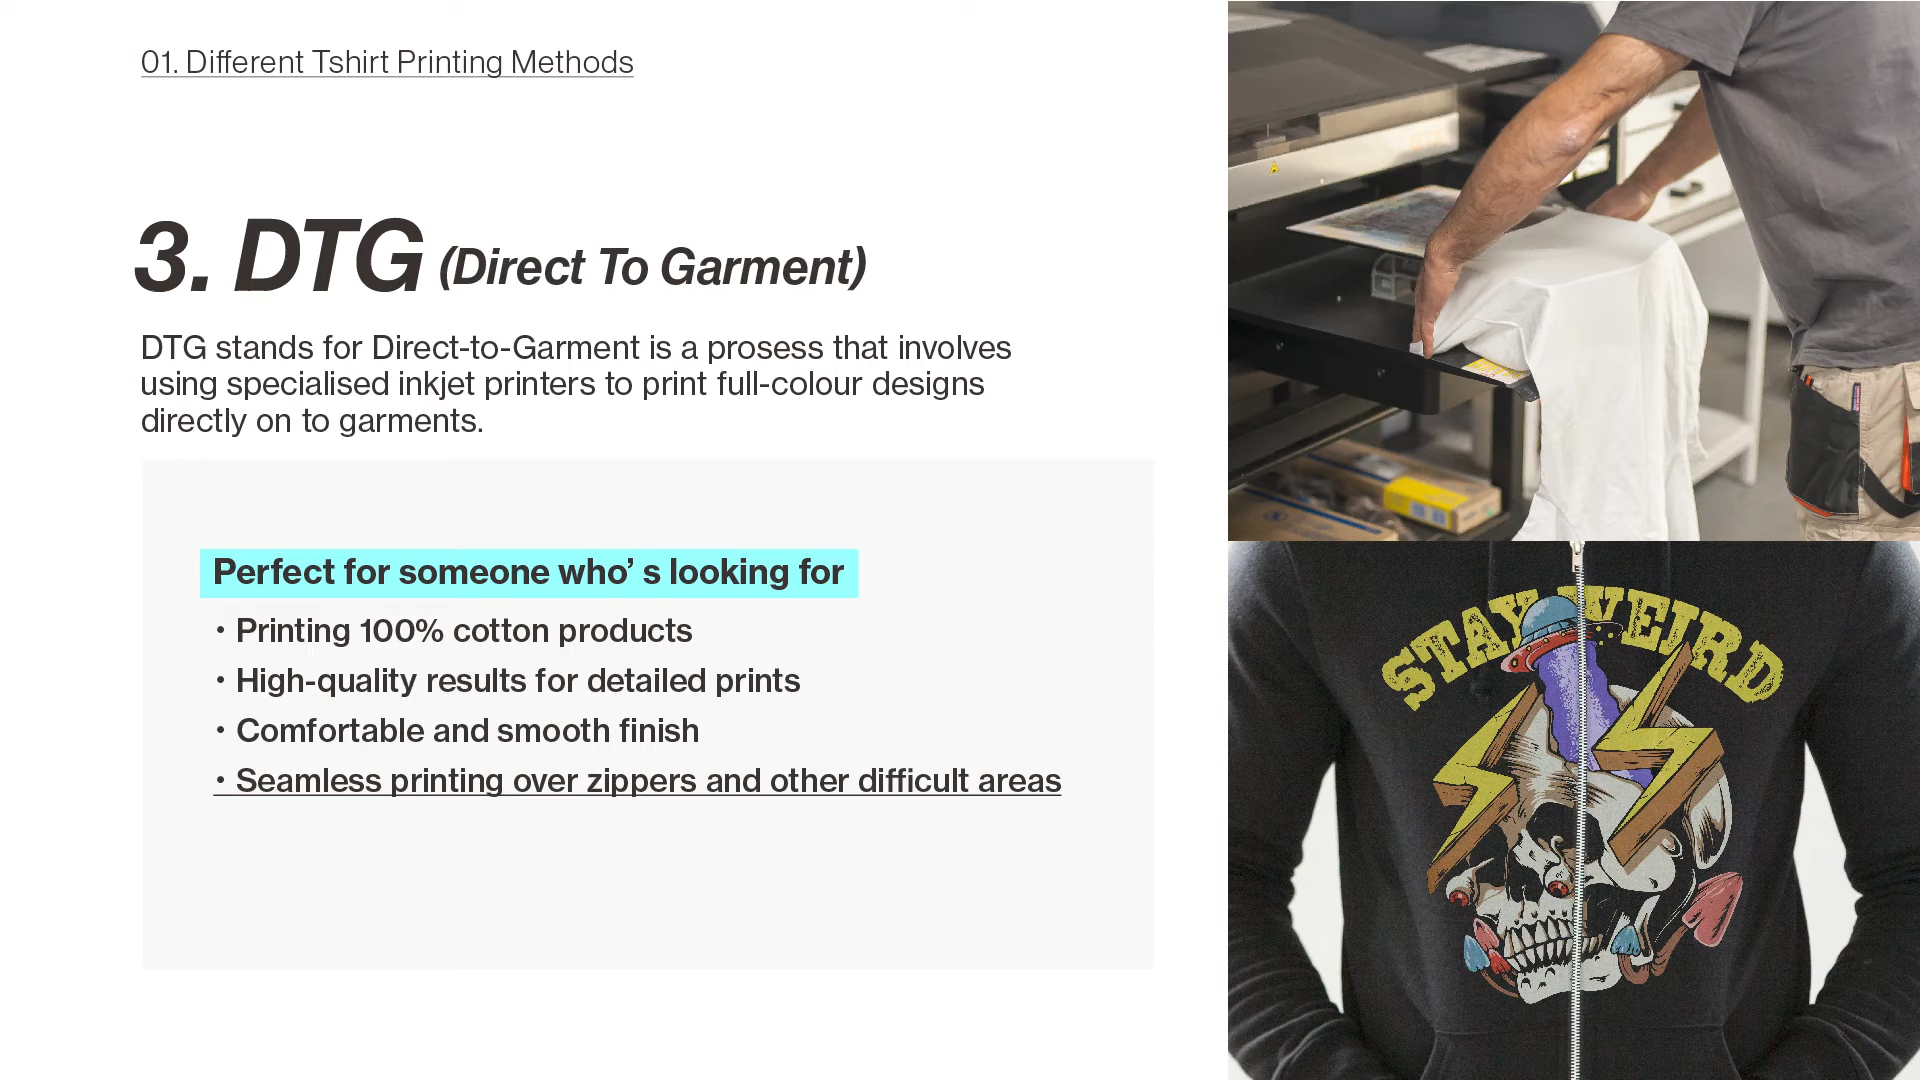 01. Different Tshirt Printing Methods
3. DTG (Direct To Garment)
DTG stands for Direct-to-Garment is a prosess that involves
using specialised inkjet printers to print full-colour designs
directly on to garments.
Perfect for someone who’ s looking for
• Printing 100% cotton products
• High-quality results for detailed prints
• Comfortable and smooth finish
• Seamless printing over zippers and other difficult areas
STAY WEIRD